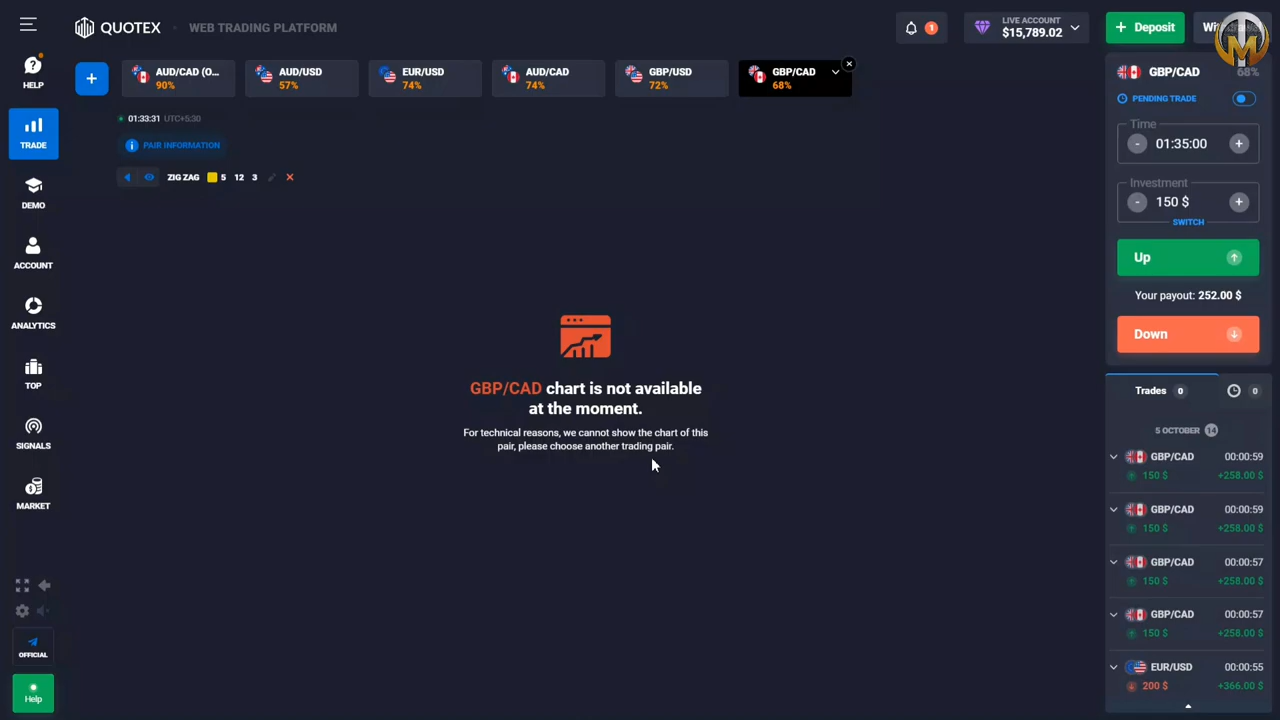 QUOTEX
WEB TRADING PLATFORM
1
LIVE ACCOUNT
$15,789.02
+ Deposit
HELP
TRADE
DEMO
ACCOUNT
ANALYTICS
TOP
SIGNALS
MARKET
OFFICIAL
Help
+
AUD/CAD (O...
90%
AUD/USD
57%
EUR/USD
74%
AUD/CAD
74%
GBP/USD
72%
GBP/CAD
68%
01:33:31 UTC+5:30
PAIR INFORMATION
ZIG ZAG 5 12 3
GBP/CAD chart is not available
at the moment.
For technical reasons, we cannot show the chart of this
pair, please choose another trading pair.
GBP/CAD 68%
PENDING TRADE
Time
- 01:35:00 +
Investment
- 150 $ +
SWITCH
Up
Your payout: 252.00 $
Down
Trades 0 0
5 OCTOBER 14
GBP/CAD 00:00:59
150 $ +258.00 $
GBP/CAD 00:00:59
150 $ +258.00 $
GBP/CAD 00:00:57
150 $ +258.00 $
GBP/CAD 00:00:57
150 $ +258.00 $
EUR/USD 00:00:55
200 $ +366.00 $